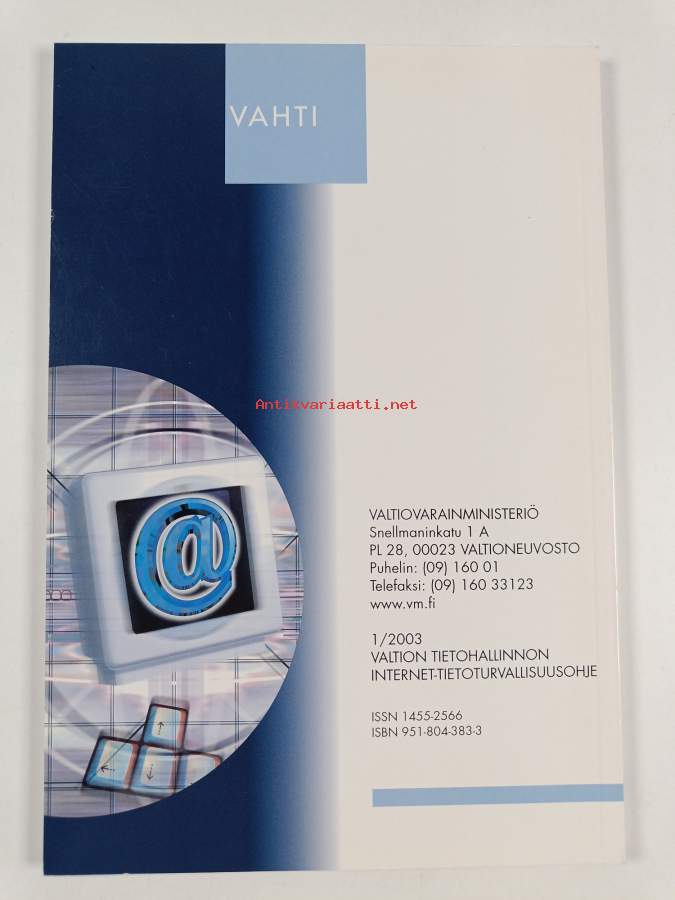 VAHTI
Antikvariaatti.net
@
VALTIOVARAINMINISTERIÖ
Snellmaninkatu 1 A
PL 28, 00023 VALTIONEUVOSTO
Puhelin: (09) 160 01
Telefaksi: (09) 160 33123
www.vm.fi
1/2003
VALTION TIETOHALLINNON
INTERNET-TIETOTURVALLISUUSOHJE
ISSN 1455-2566
ISBN 951-804-383-3